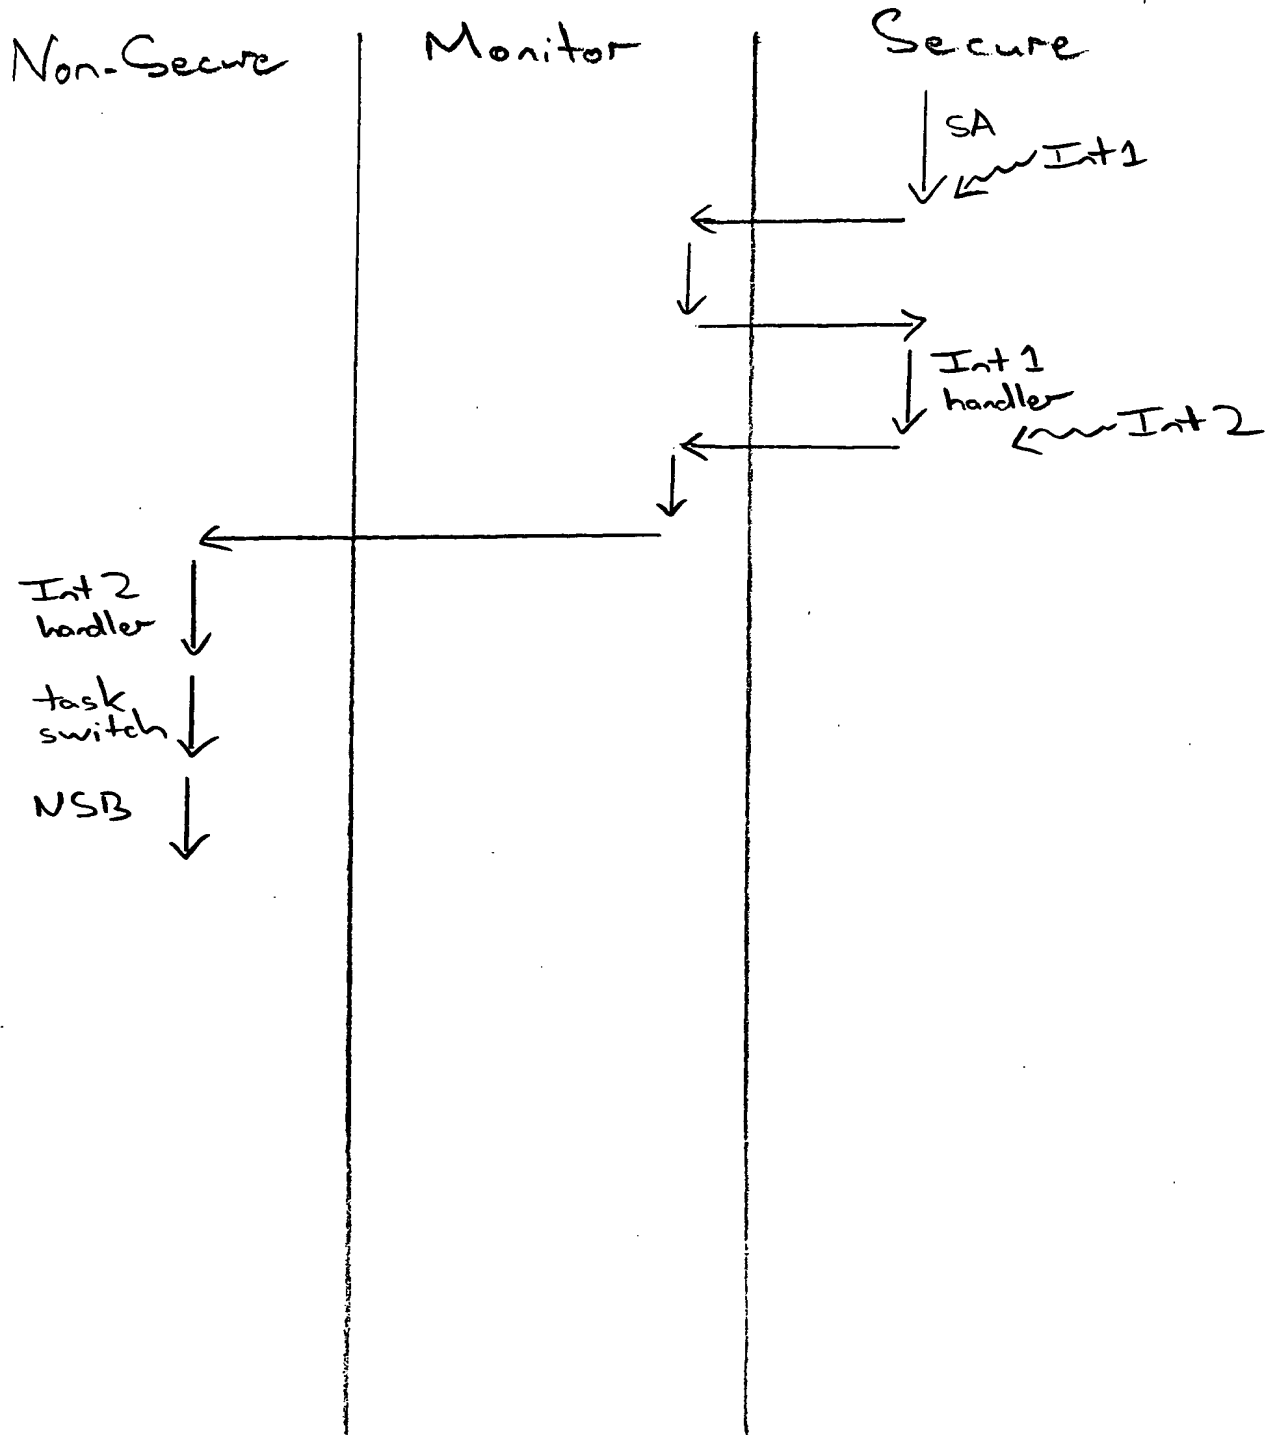 Non-Secure
Monitor
Secure
SA
Int 1
Int 1
handler
Int 2
Int 2
handler
task
switch
NSB